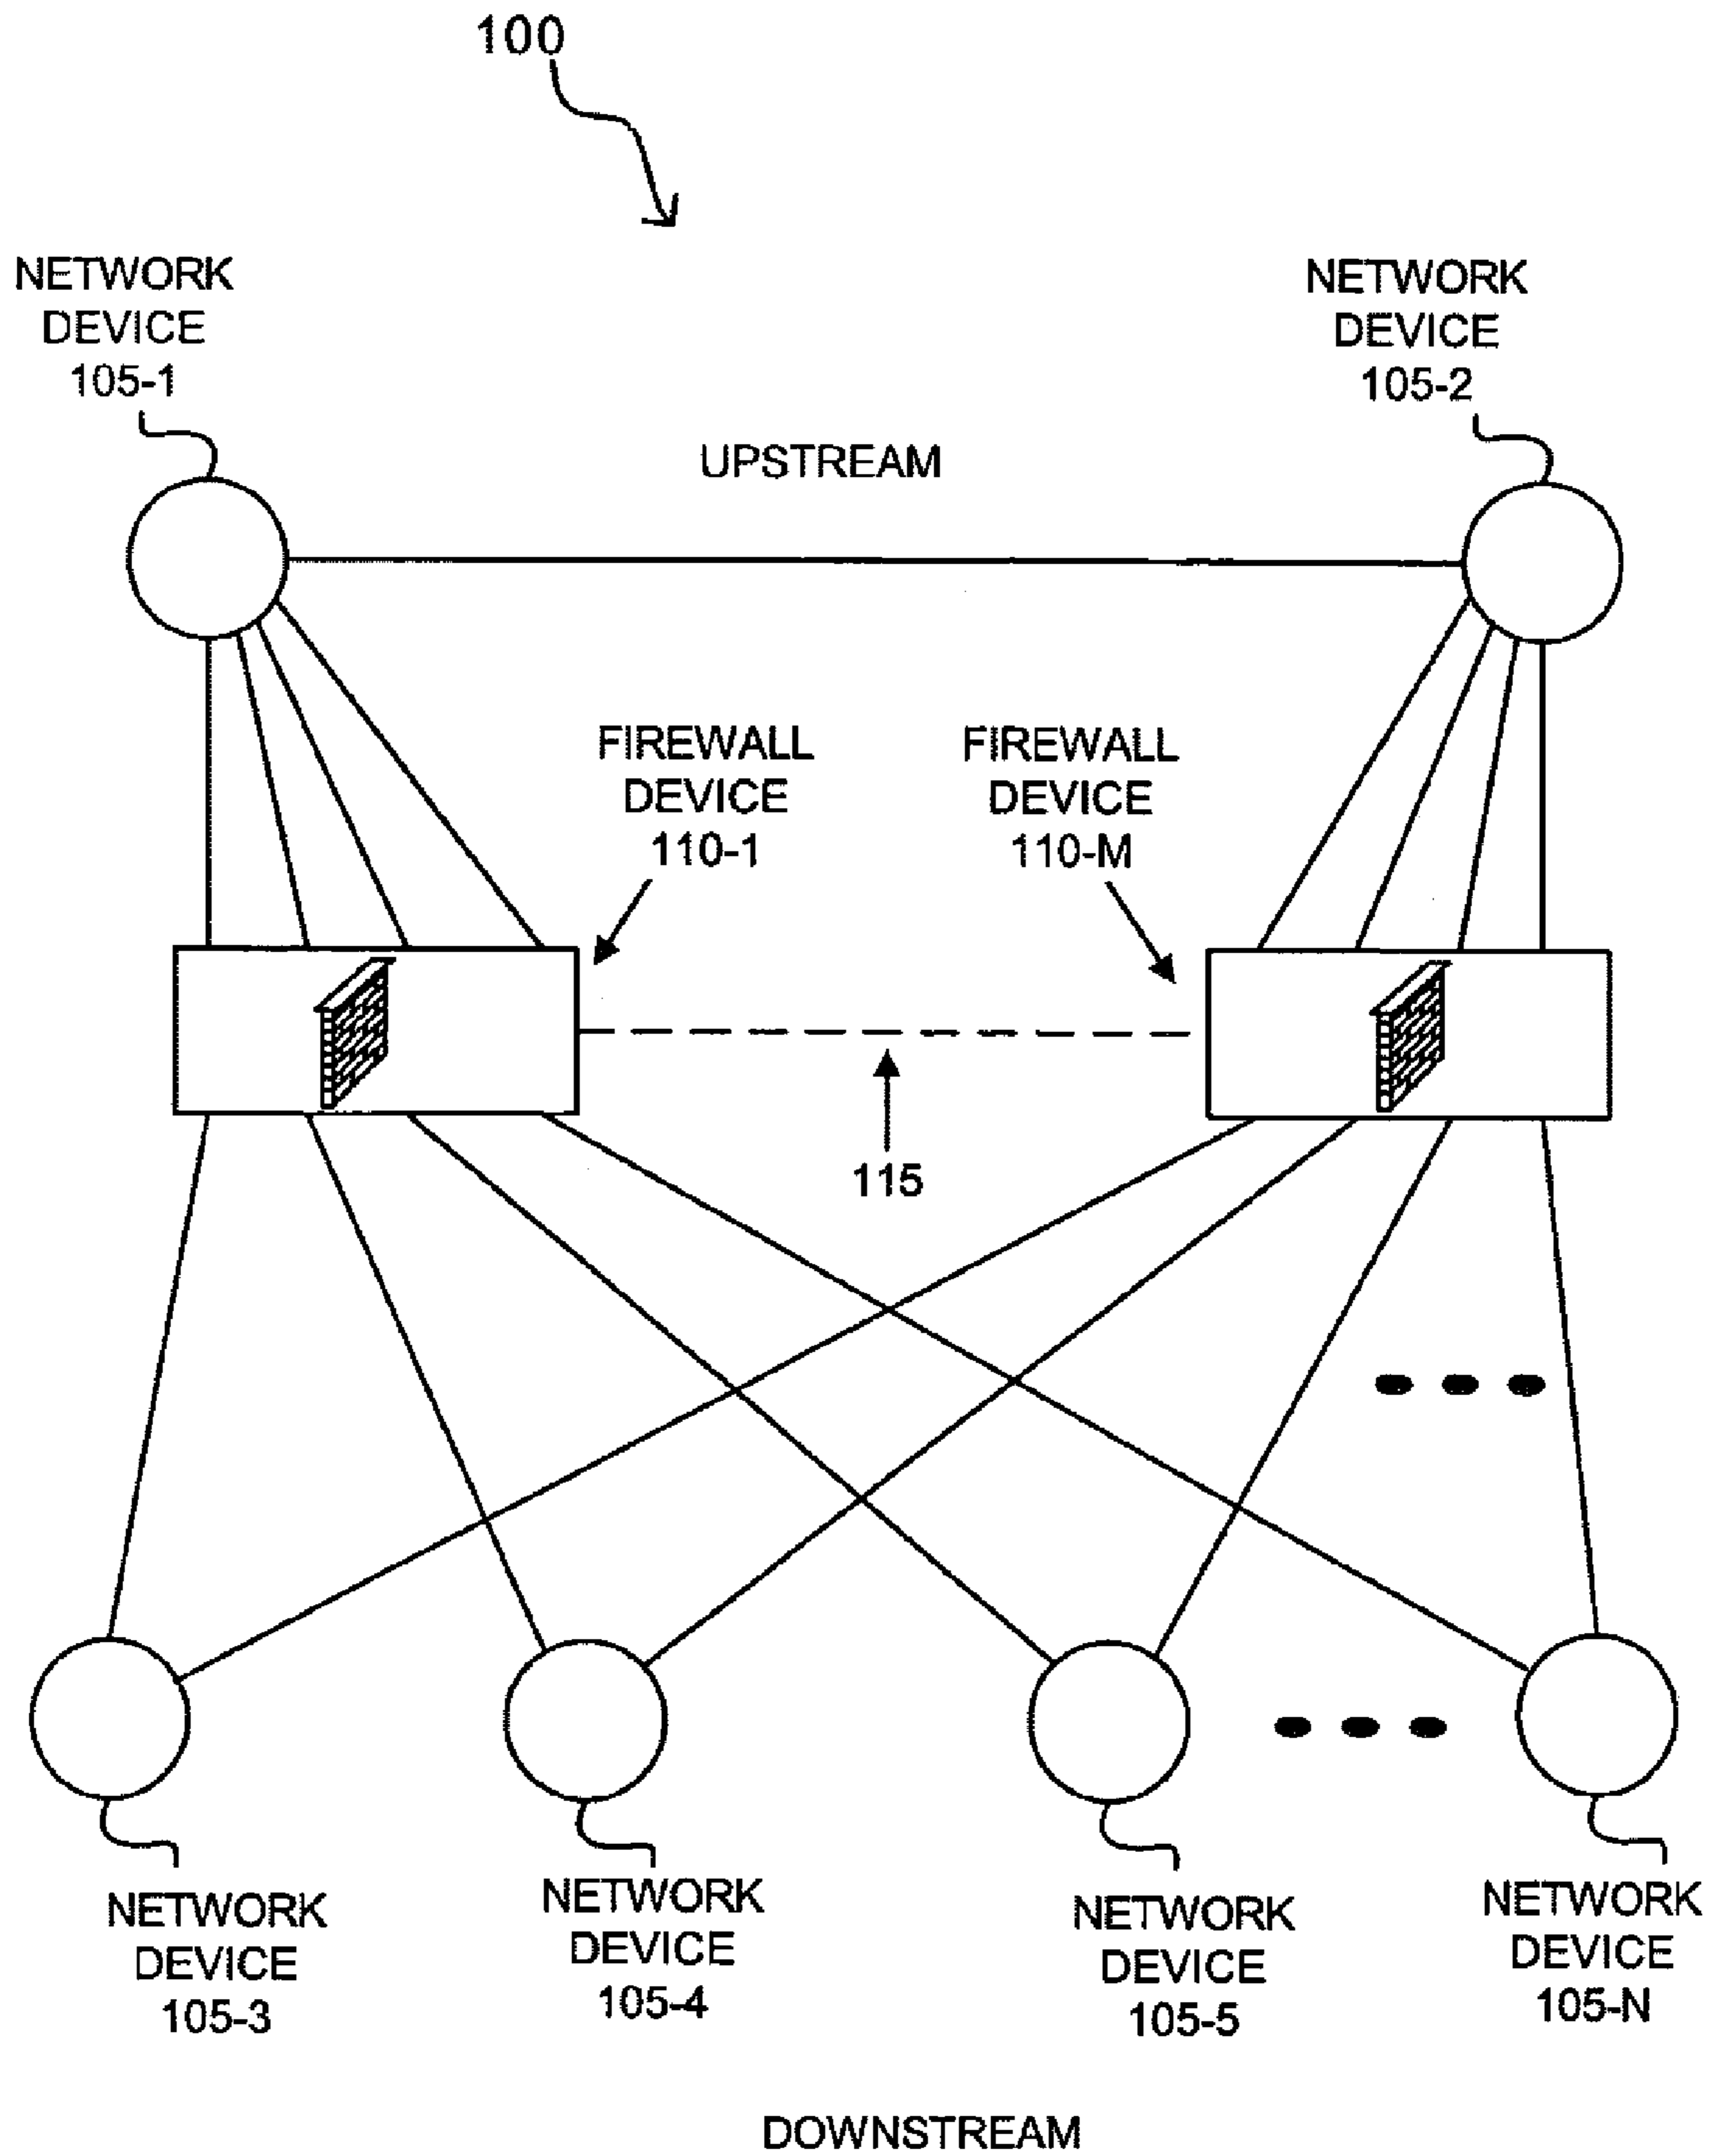 100
NETWORK
DEVICE
105-1
NETWORK
DEVICE
105-2
UPSTREAM
FIREWALL
DEVICE
110-1
FIREWALL
DEVICE
110-M
115
NETWORK
DEVICE
105-3
NETWORK
DEVICE
105-4
NETWORK
DEVICE
105-5
NETWORK
DEVICE
105-N
DOWNSTREAM